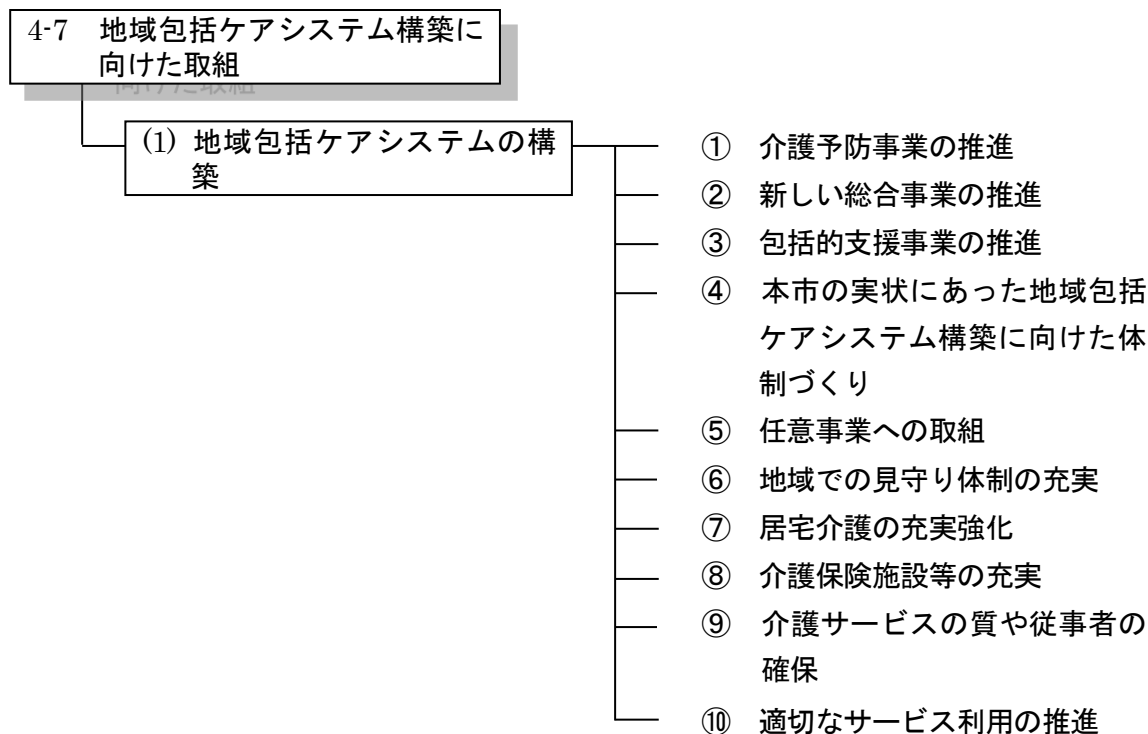 4-7 地域包括ケアシステム構築に
向けた取組
(1) 地域包括ケアシステムの構
築
① 介護予防事業の推進
② 新しい総合事業の推進
③ 包括的支援事業の推進
④ 本市の実状にあった地域包括
ケアシステム構築に向けた体
制づくり
⑤ 任意事業への取組
⑥ 地域での見守り体制の充実
⑦ 居宅介護の充実強化
⑧ 介護保険施設等の充実
⑨ 介護サービスの質や従事者の
確保
⑩ 適切なサービス利用の推進